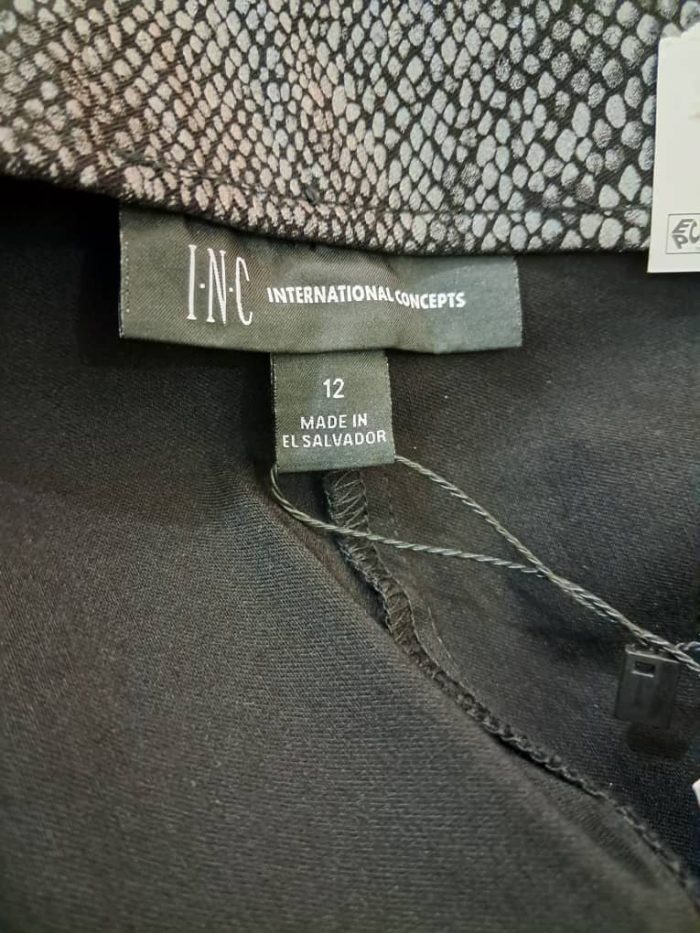 I·N·C INTERNATIONAL CONCEPTS
12
MADE IN
EL SALVADOR